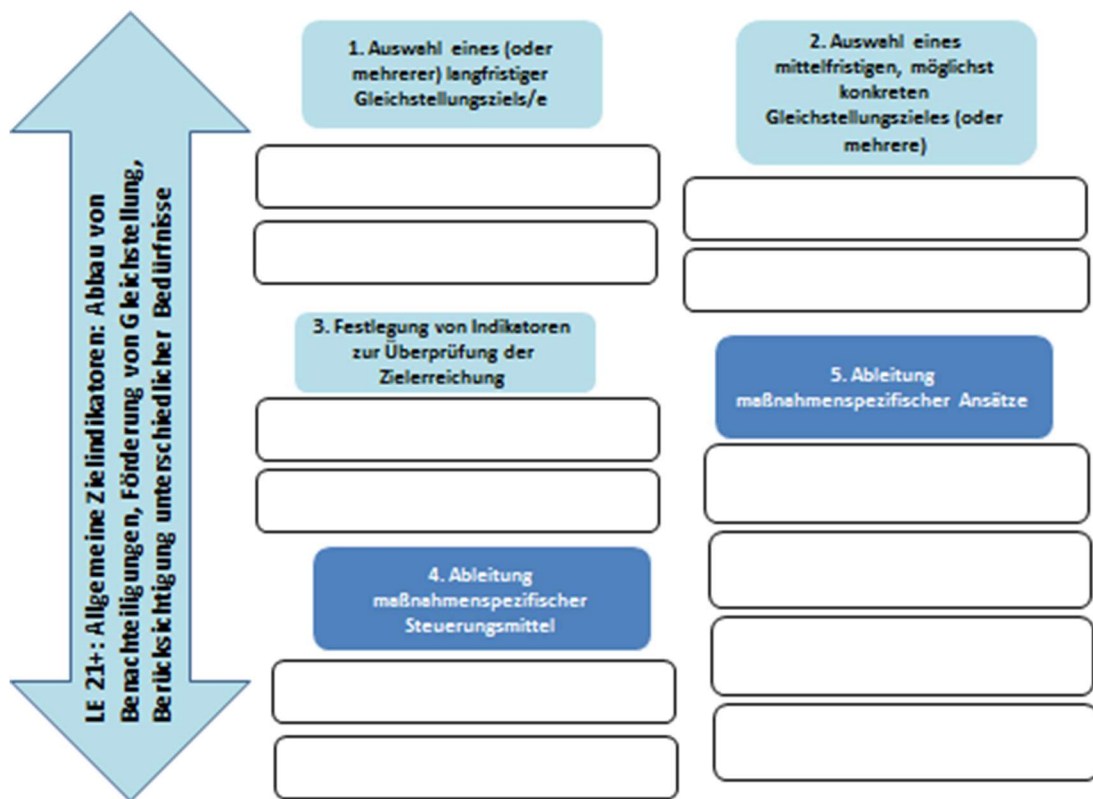 LE 21+: Allgemeine Zielindikatoren: Abbau von
Benachteiligungen, Förderung von Gleichstellung,
Berücksichtigung unterschiedlicher Bedürfnisse
1. Auswahl eines (oder
mehrerer) langfristiger
Gleichstellungsziels/e
2. Auswahl eines
mittelfristigen, möglichst
konkreten
Gleichstellungszieles (oder
mehrere)
3. Festlegung von Indikatoren
zur Überprüfung der
Zielerreichung
4. Ableitung
maßnahmenspezifischer
Steuerungsmittel
5. Ableitung
maßnahmenspezifischer Ansätze